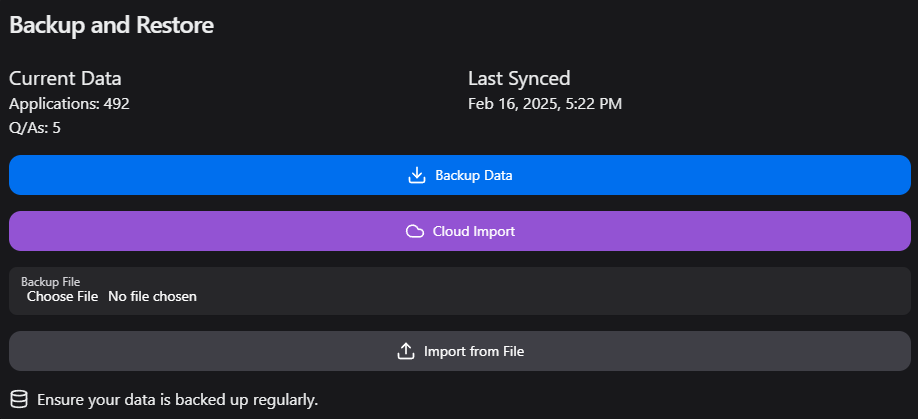 Backup and Restore
Current Data
Applications: 492
Q/As: 5
Last Synced
Feb 16, 2025, 5:22 PM
Backup Data
Cloud Import
Backup File
Choose File No file chosen
Import from File
Ensure your data is backed up regularly.